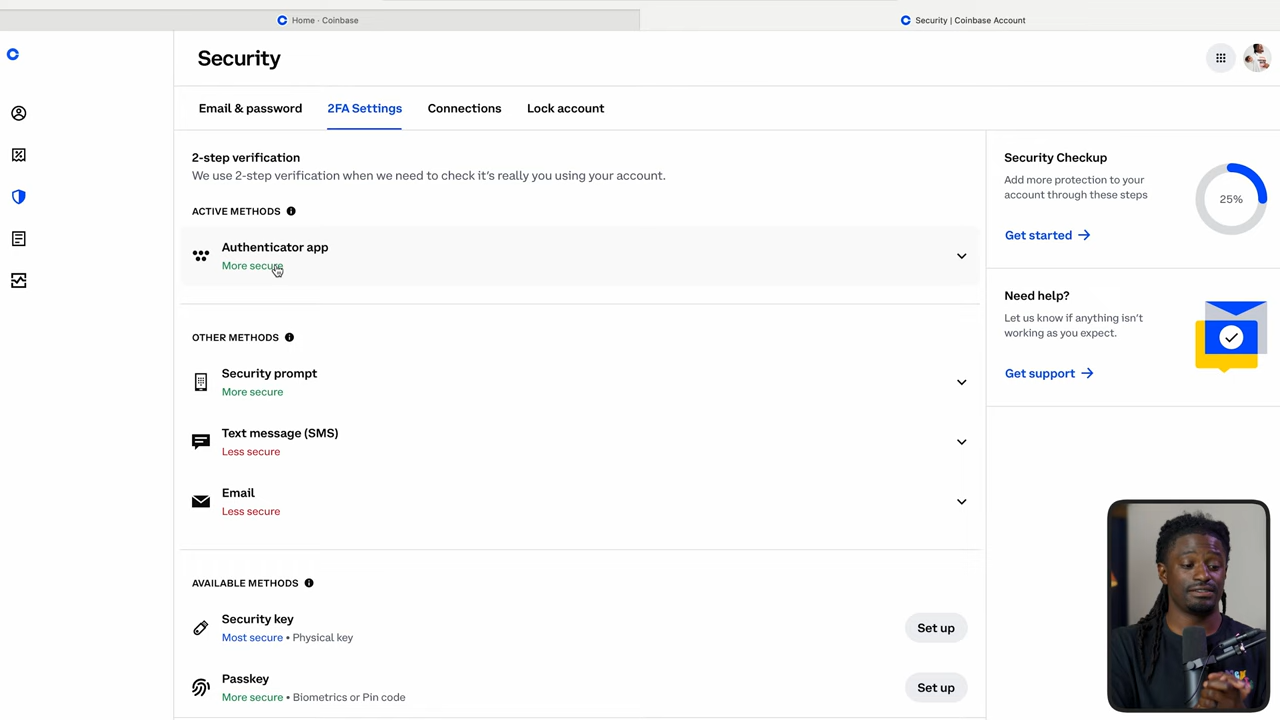 Home - Coinbase
Security | Coinbase Account
Security
Email & password
2FA Settings
Connections
Lock account
2-step verification
We use 2-step verification when we need to check it's really you using your account.
ACTIVE METHODS
Authenticator app
More secure
OTHER METHODS
Security prompt
More secure
Text message (SMS)
Less secure
Email
Less secure
AVAILABLE METHODS
Security key
Most secure • Physical key
Set up
Passkey
More secure • Biometrics or Pin code
Set up
Security Checkup
Add more protection to your
account through these steps
25%
Get started →
Need help?
Let us know if anything isn't
working as you expect.
Get support →